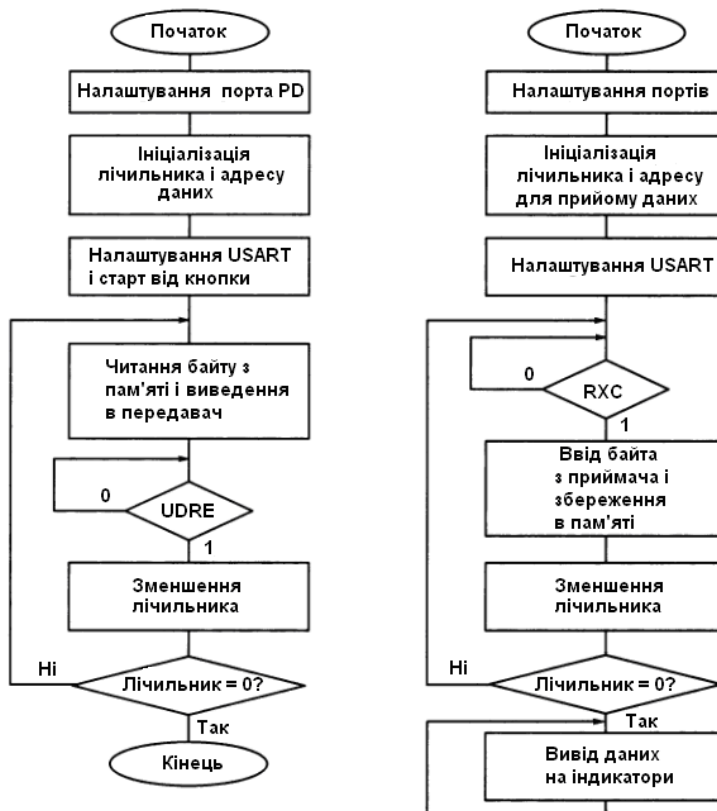 Початок
Налаштування порта PD
Ініціалізація
лічильника і адресу
даних
Налаштування USART
і старт від кнопки
Читання байту з
пам'яті і виведення
в передавач
0
UDRE
1
Зменшення
лічильника
Ні
Лічильник = 0?
Так
Кінець
Початок
Налаштування портів
Ініціалізація
лічильника і адресу
для прийому даних
Налаштування USART
0
RXC
1
Ввід байта
з приймача і
збереження
в пам'яті
Зменшення
лічильника
Ні
Лічильник = 0?
Так
Вивід даних
на індикатори